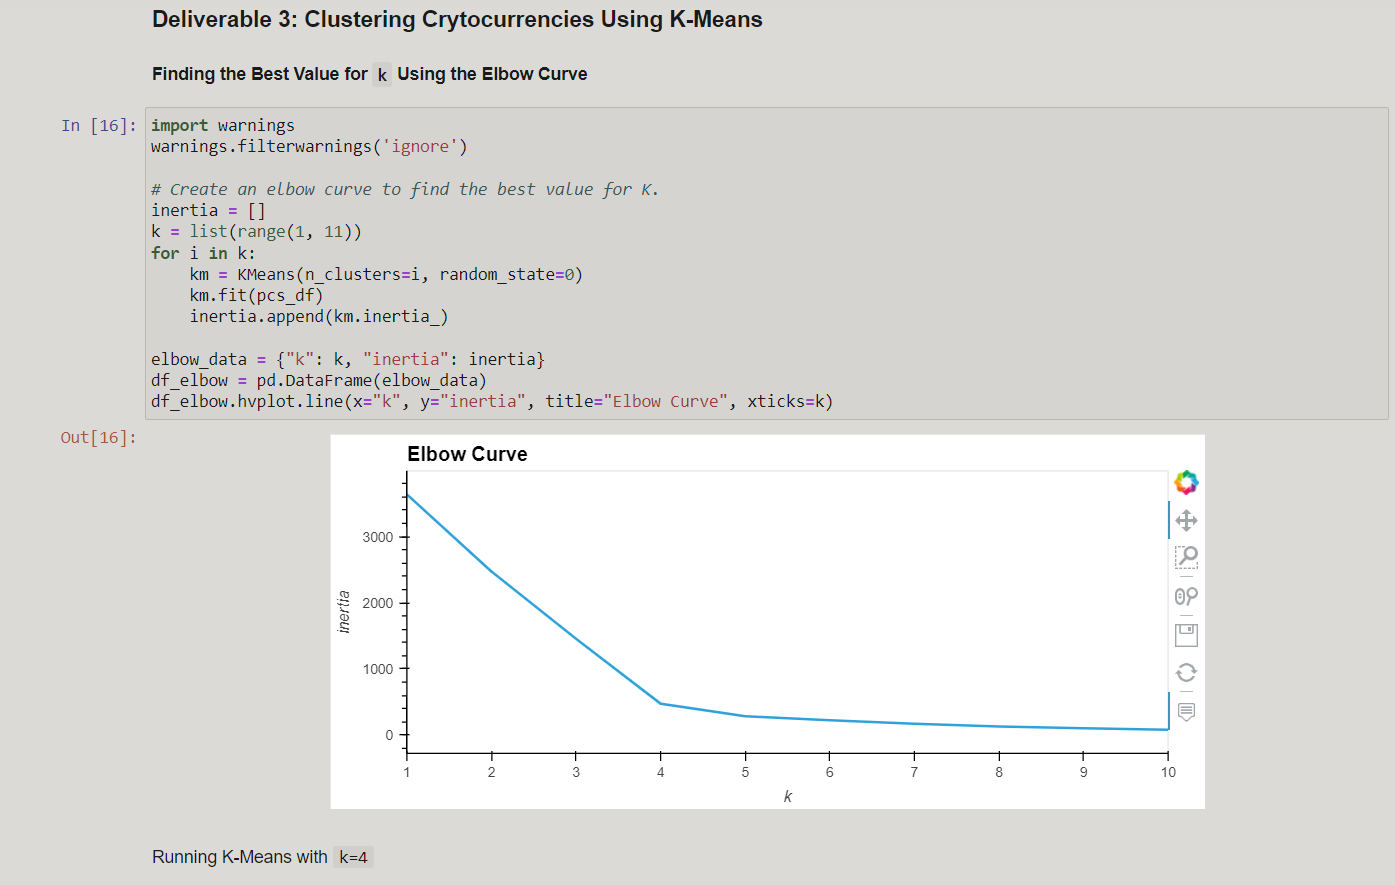 Deliverable 3: Clustering Crytocurrencies Using K-Means
Finding the Best Value for k Using the Elbow Curve
In [16]:
import warnings
warnings.filterwarnings('ignore')
# Create an elbow curve to find the best value for K.
inertia = []
k = list(range(1, 11))
for i in k:
    km = KMeans(n_clusters=i, random_state=0)
    km.fit(pcs_df)
    inertia.append(km.inertia_)
elbow_data = {"k": k, "inertia": inertia}
df_elbow = pd.DataFrame(elbow_data)
df_elbow.hvplot.line(x="k", y="inertia", title="Elbow Curve", xticks=k)
Out[16]:
Elbow Curve
3000
2000
1000
0
inertia
1 2 3 4 5 6 7 8 9 10
k
Running K-Means with k=4